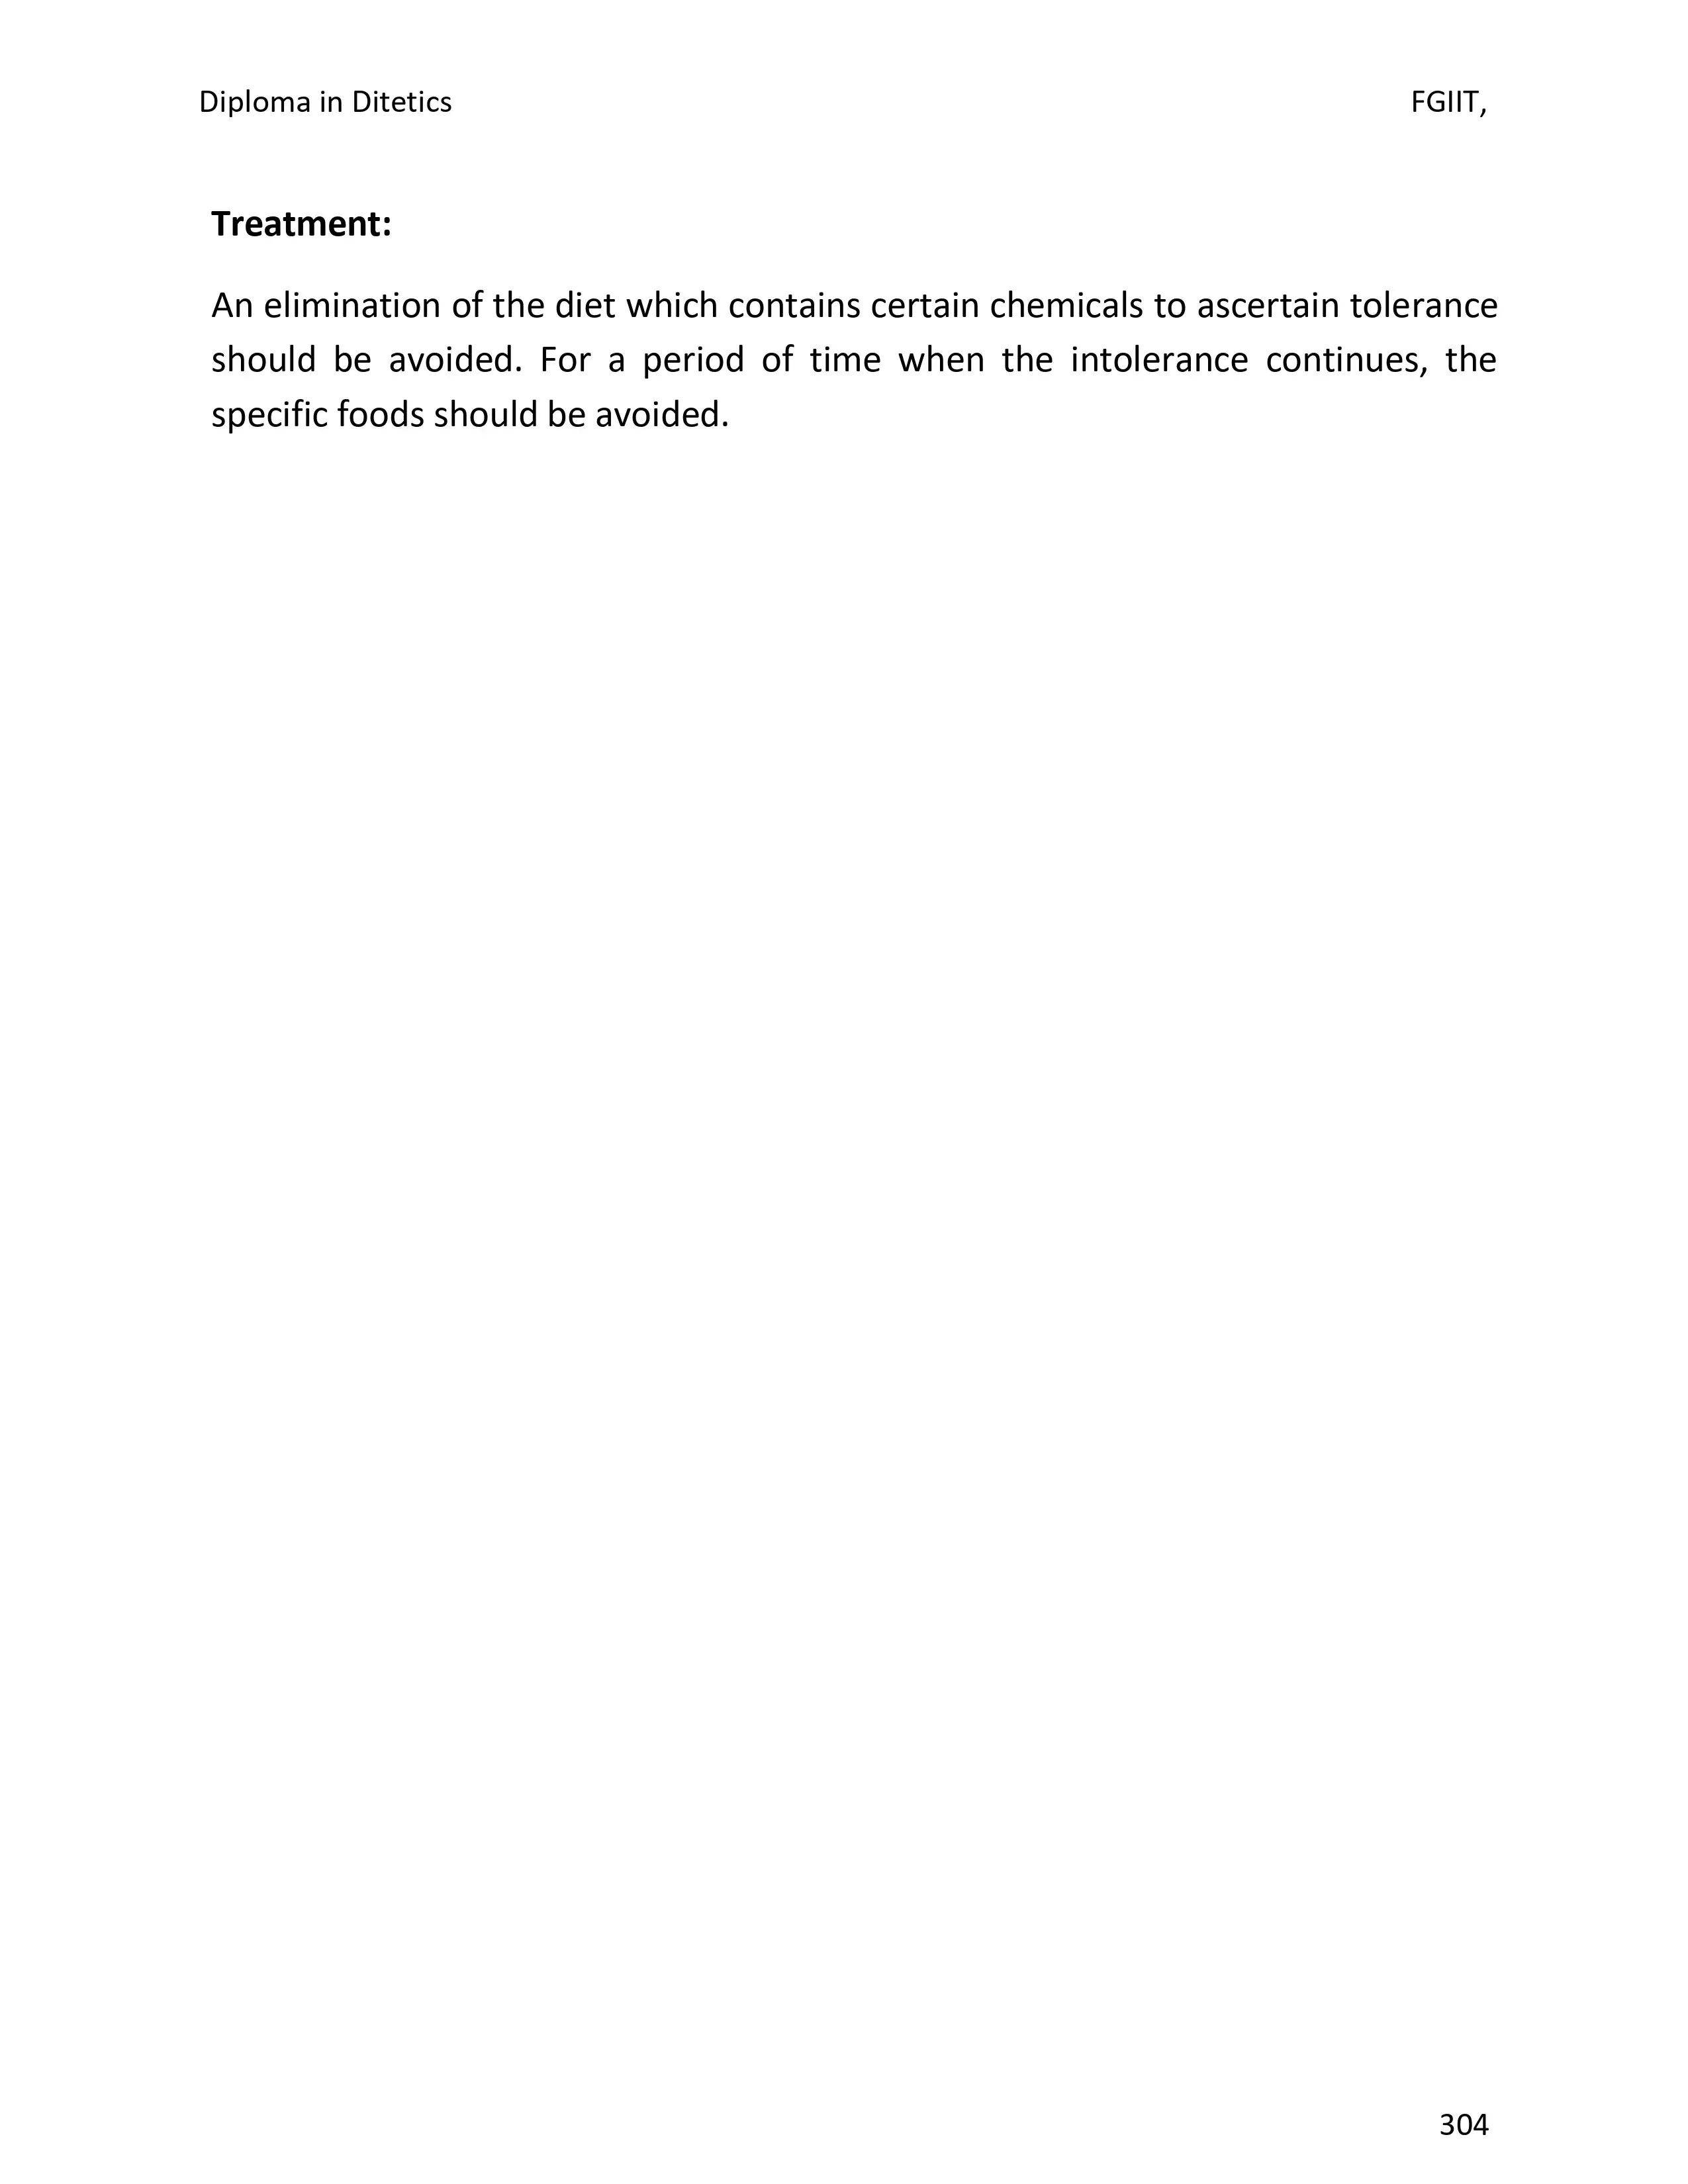 Diploma in Ditetics FGIIT,
Treatment:
An elimination of the diet which contains certain chemicals to ascertain tolerance
should be avoided. For a period of time when the intolerance continues, the
specific foods should be avoided.
304